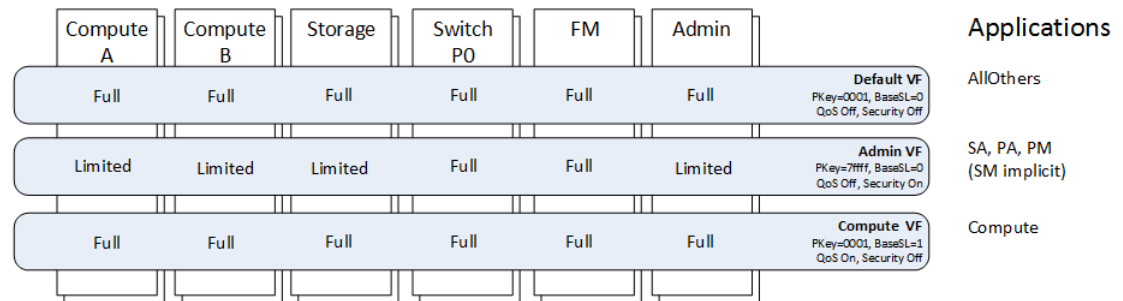 Compute A
Compute B
Storage
Switch P0
FM
Admin
Applications
Full Full Full Full Full Full
Default VF
PKey=0001, BaseSL=0
QoS Off, Security Off
AllOthers
Limited Limited Limited Full Full Limited
Admin VF
PKey=7ffff, BaseSL=0
QoS Off, Security On
SA, PA, PM
(SM implicit)
Full Full Full Full Full Full
Compute VF
PKey=0001, BaseSL=1
QoS On, Security Off
Compute